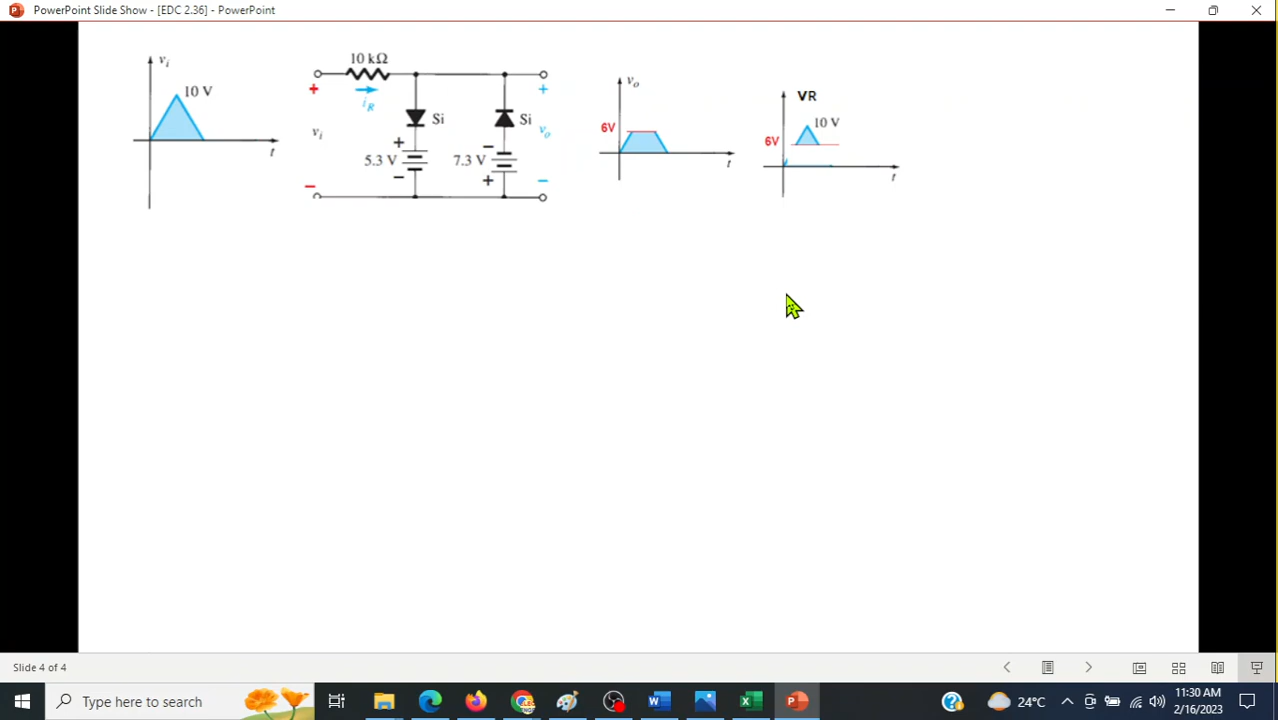 PowerPoint Slide Show - [EDC 2.36] - PowerPoint
vi
10 V
t
10 kΩ
+
iR
vi
−
Si
+
5.3 V
−
Si
−
7.3 V
+
+
vo
−
vo
6V
t
VR
10 V
6V
t
Slide 4 of 4
Type here to search
24°C
11:30 AM
2/16/2023